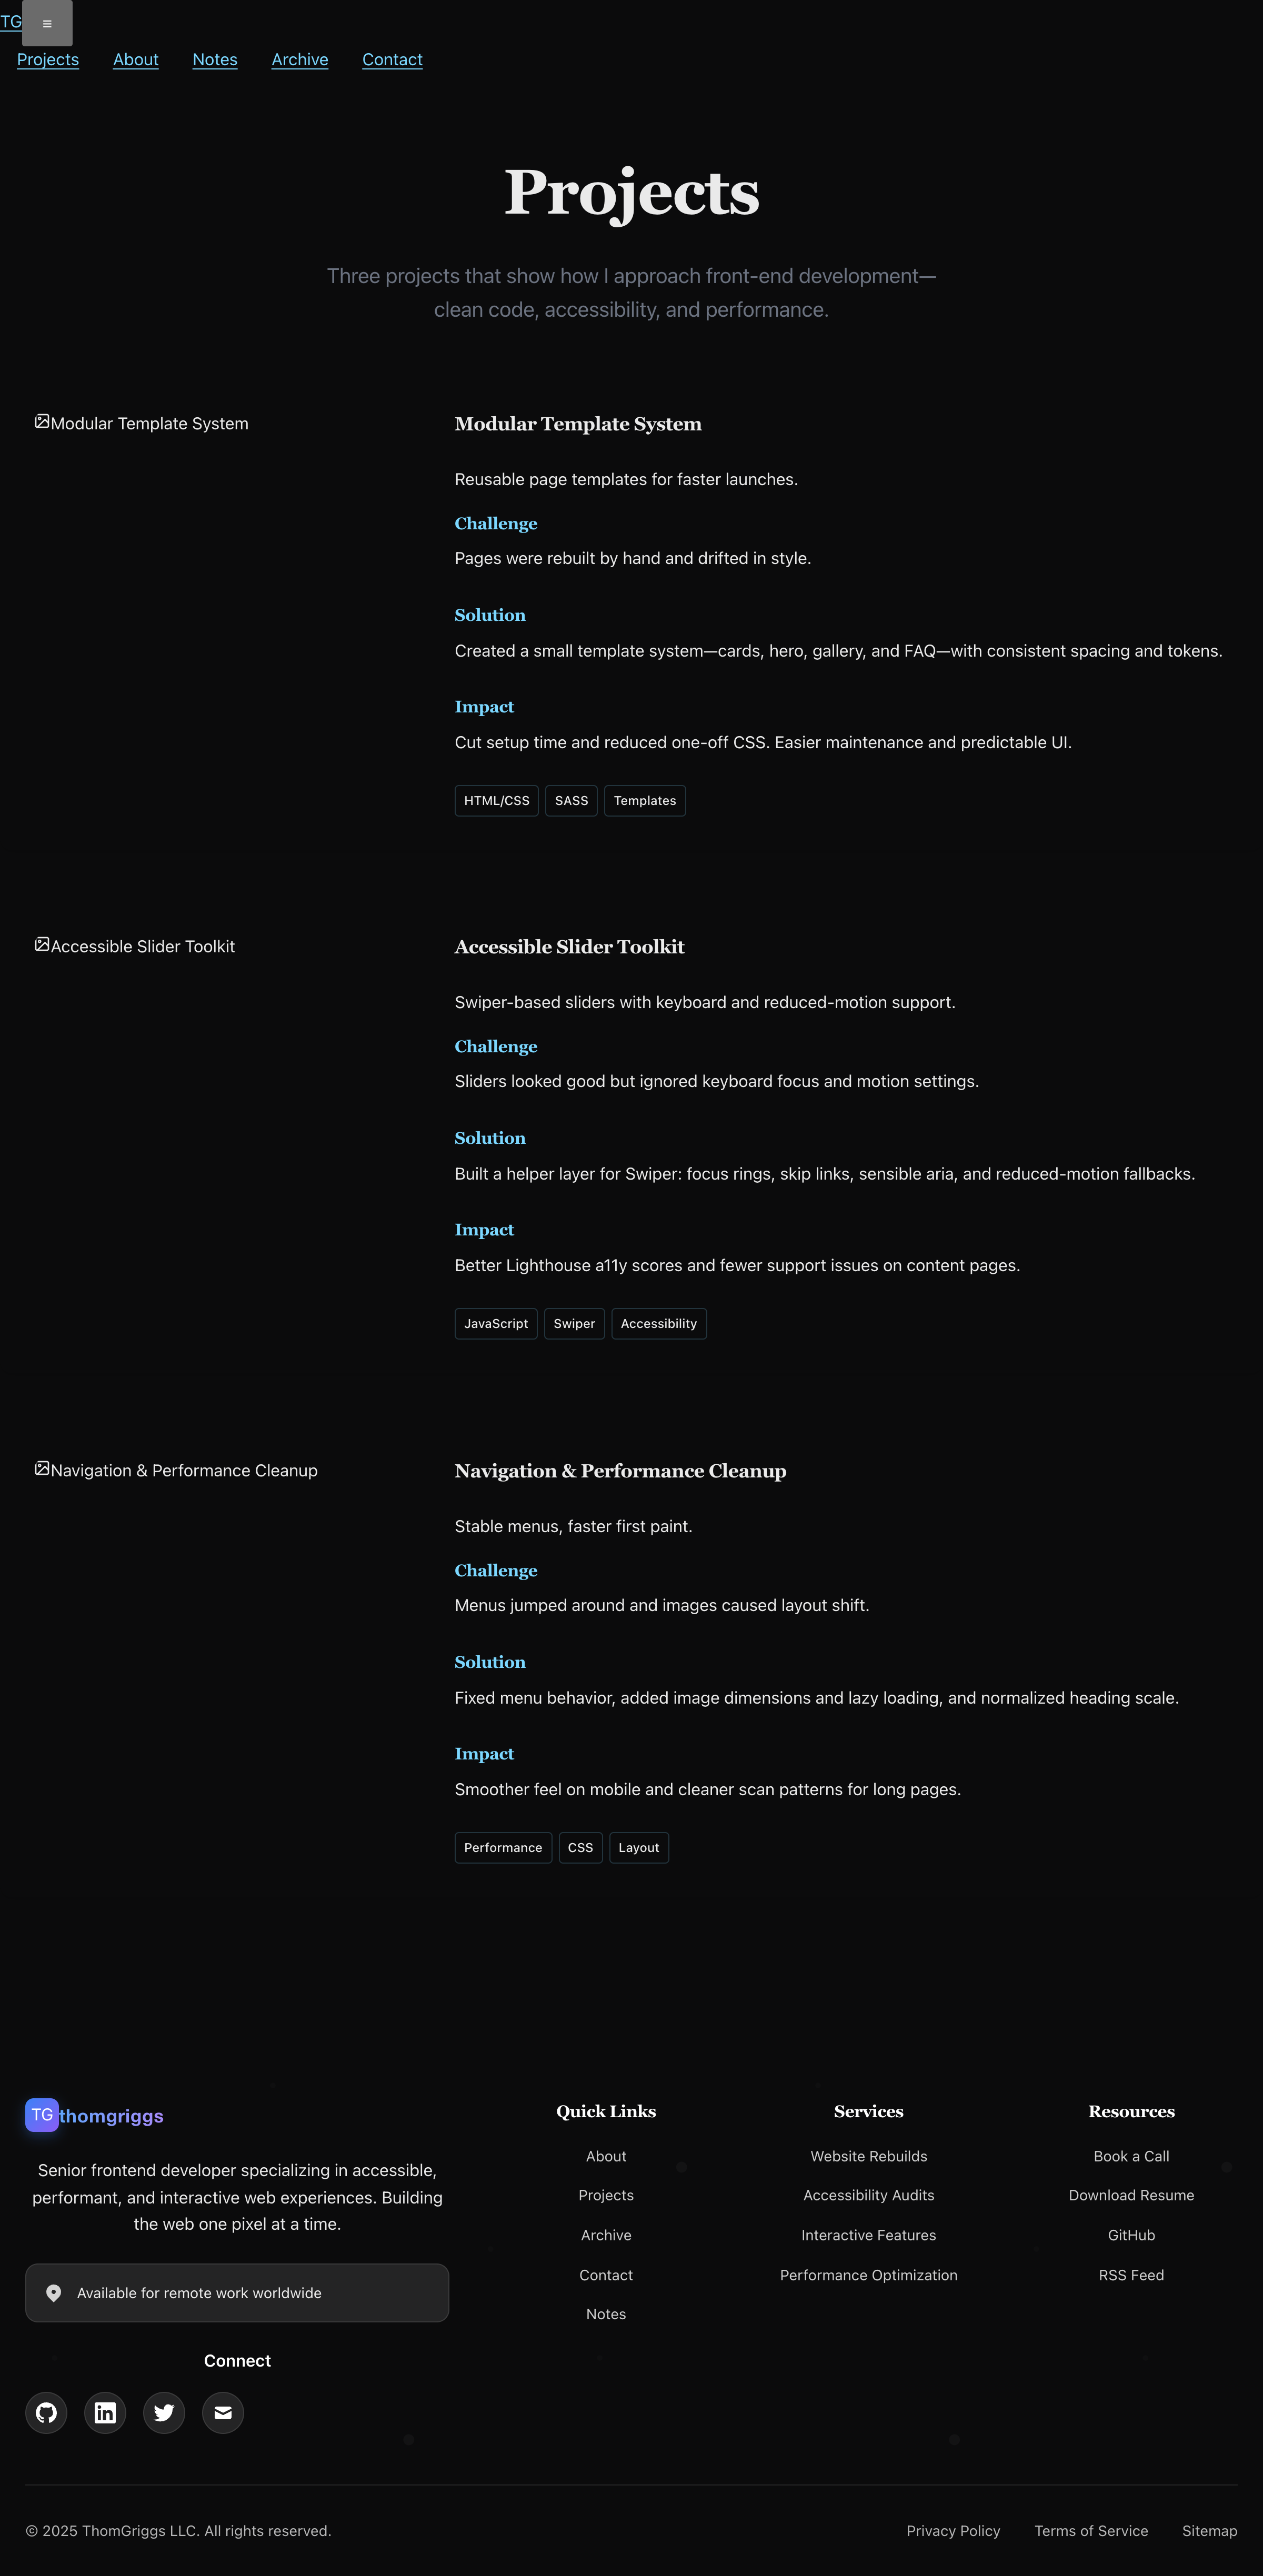 TG
Projects About Notes Archive Contact
Projects
Three projects that show how I approach front-end development—
clean code, accessibility, and performance.
Modular Template System
Modular Template System
Reusable page templates for faster launches.
Challenge
Pages were rebuilt by hand and drifted in style.
Solution
Created a small template system—cards, hero, gallery, and FAQ—with consistent spacing and tokens.
Impact
Cut setup time and reduced one-off CSS. Easier maintenance and predictable UI.
HTML/CSS SASS Templates
Accessible Slider Toolkit
Accessible Slider Toolkit
Swiper-based sliders with keyboard and reduced-motion support.
Challenge
Sliders looked good but ignored keyboard focus and motion settings.
Solution
Built a helper layer for Swiper: focus rings, skip links, sensible aria, and reduced-motion fallbacks.
Impact
Better Lighthouse a11y scores and fewer support issues on content pages.
JavaScript Swiper Accessibility
Navigation & Performance Cleanup
Navigation & Performance Cleanup
Stable menus, faster first paint.
Challenge
Menus jumped around and images caused layout shift.
Solution
Fixed menu behavior, added image dimensions and lazy loading, and normalized heading scale.
Impact
Smoother feel on mobile and cleaner scan patterns for long pages.
Performance CSS Layout
TG thomgriggs
Senior frontend developer specializing in accessible,
performant, and interactive web experiences. Building
the web one pixel at a time.
Available for remote work worldwide
Connect
Quick Links
About
Projects
Archive
Contact
Notes
Services
Website Rebuilds
Accessibility Audits
Interactive Features
Performance Optimization
Resources
Book a Call
Download Resume
GitHub
RSS Feed
© 2025 ThomGriggs LLC. All rights reserved.
Privacy Policy Terms of Service Sitemap